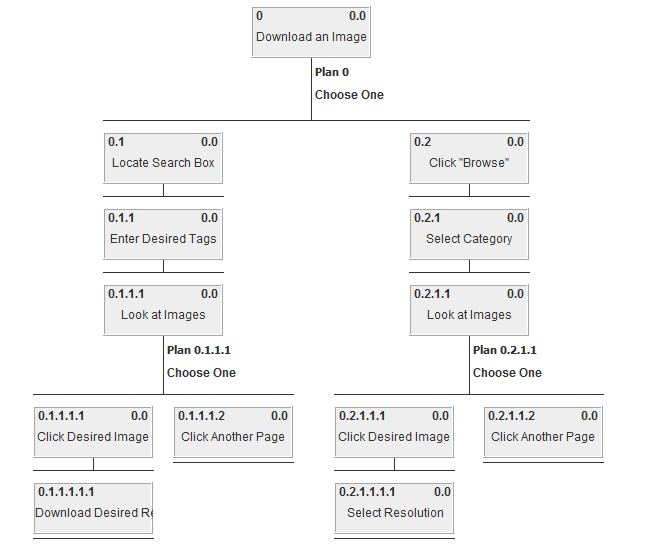 0 0.0
Download an Image
Plan 0
Choose One
0.1 0.0
Locate Search Box
0.2 0.0
Click "Browse"
0.1.1 0.0
Enter Desired Tags
0.2.1 0.0
Select Category
0.1.1.1 0.0
Look at Images
0.2.1.1 0.0
Look at Images
Plan 0.1.1.1
Choose One
Plan 0.2.1.1
Choose One
0.1.1.1.1 0.0
Click Desired Image
0.1.1.1.2 0.0
Click Another Page
0.2.1.1.1 0.0
Click Desired Image
0.2.1.1.2 0.0
Click Another Page
0.1.1.1.1.1
Download Desired Re
0.2.1.1.1.1 0.0
Select Resolution